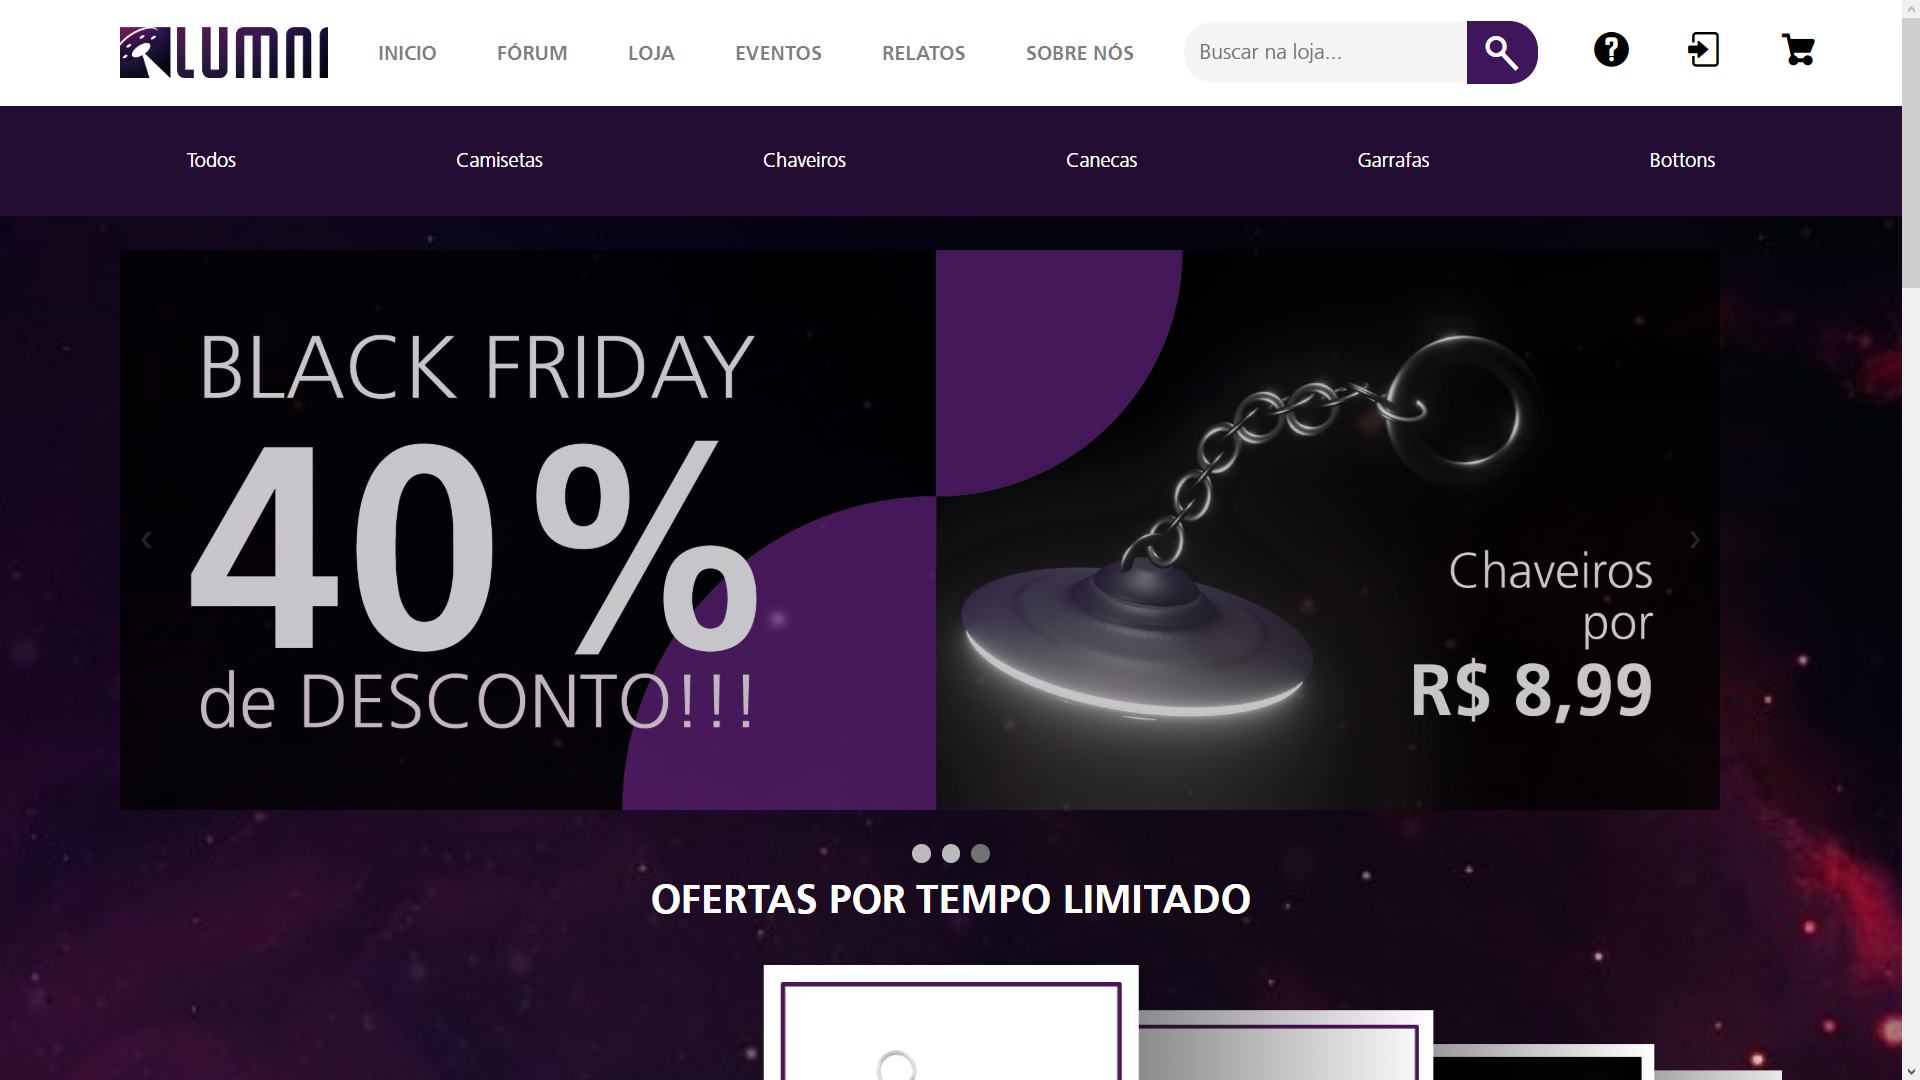 LUMNI
INICIO
FÓRUM
LOJA
EVENTOS
RELATOS
SOBRE NÓS
Buscar na loja...
Todos
Camisetas
Chaveiros
Canecas
Garrafas
Bottons
BLACK FRIDAY
40%
de DESCONTO!!!
Chaveiros
por
R$ 8,99
OFERTAS POR TEMPO LIMITADO